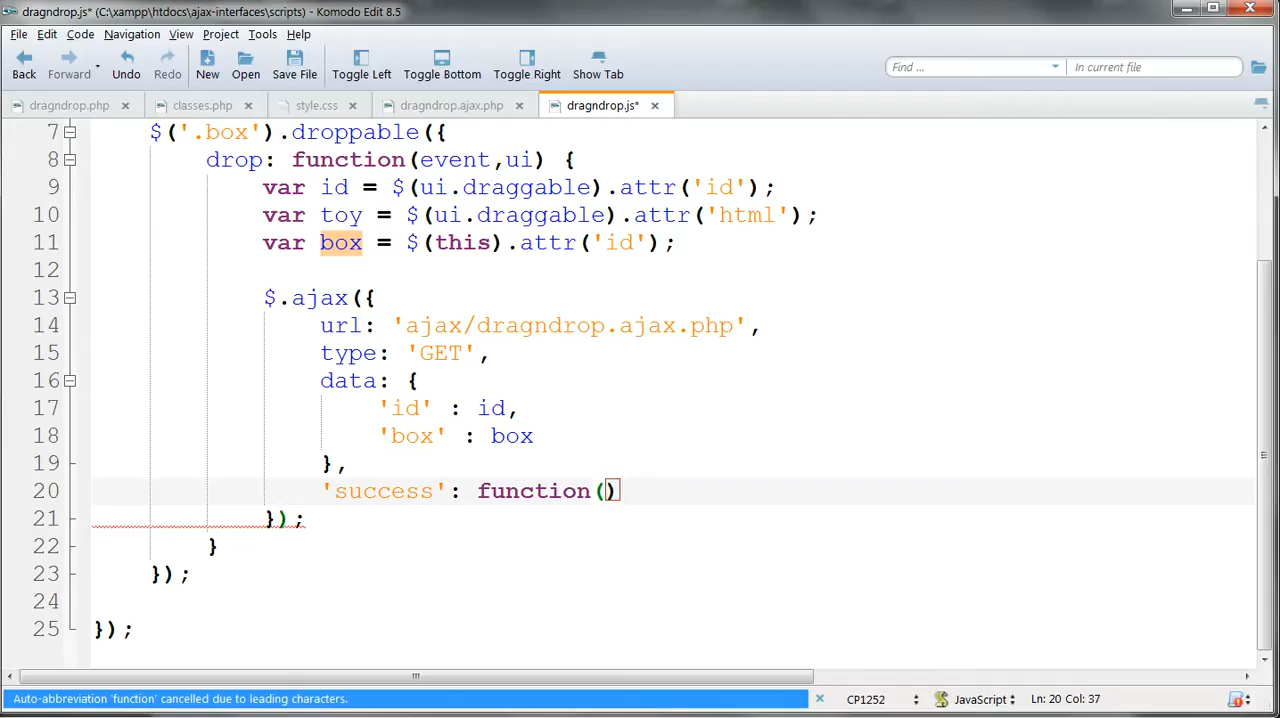 dragndrop.js* (C:\xampp\htdocs\ajax-interfaces\scripts) - Komodo Edit 8.5
File Edit Code Navigation View Project Tools Help
Back Forward Undo Redo New Open Save File Toggle Left Toggle Bottom Toggle Right Show Tab Find ... In current file
dragndrop.php classes.php style.css dragndrop.ajax.php dragndrop.js*
7 $('.box').droppable({
8 drop: function(event,ui) {
9 var id = $(ui.draggable).attr('id');
10 var toy = $(ui.draggable).attr('html');
11 var box = $(this).attr('id');
12
13 $.ajax({
14 url: 'ajax/dragndrop.ajax.php',
15 type: 'GET',
16 data: {
17 'id' : id,
18 'box' : box
19 },
20 'success': function()
21 });
22 }
23 });
24
25 });
Auto-abbreviation 'function' cancelled due to leading characters. CP1252 JavaScript Ln: 20 Col: 37